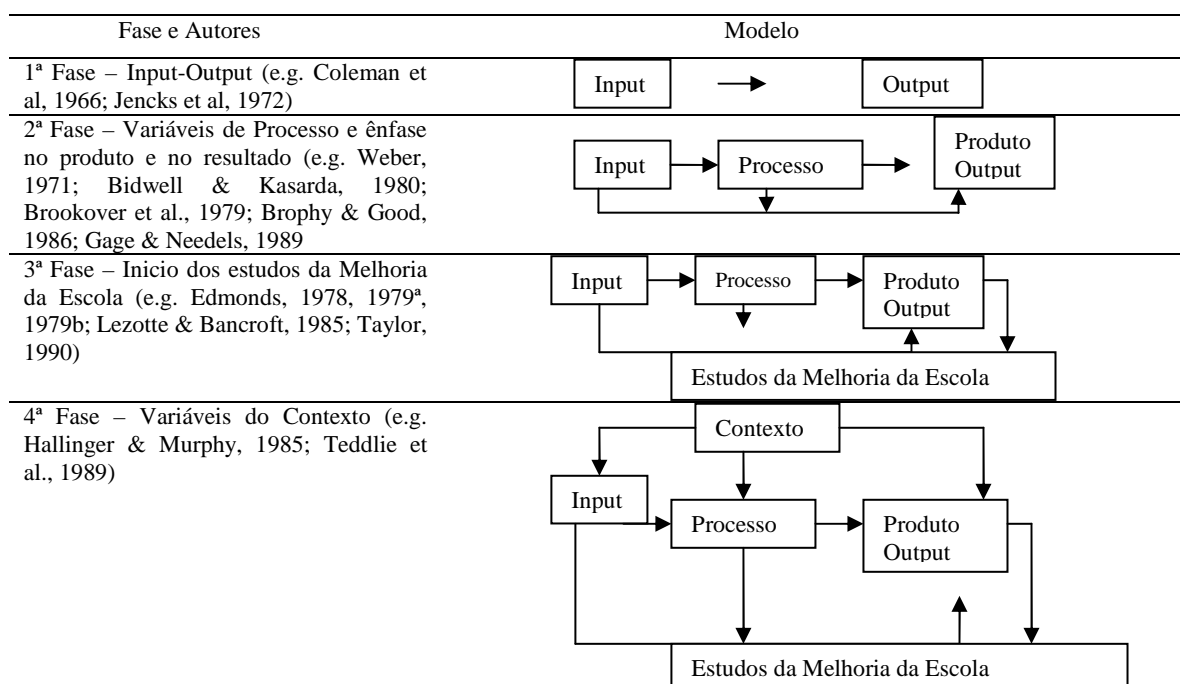 Fase e Autores
Modelo
1ª Fase – Input-Output (e.g. Coleman et
al, 1966; Jencks et al, 1972)
Input
Output
2ª Fase – Variáveis de Processo e ênfase
no produto e no resultado (e.g. Weber,
1971; Bidwell & Kasarda, 1980;
Brookover et al., 1979; Brophy & Good,
1986; Gage & Needels, 1989
Input
Processo
Produto
Output
3ª Fase – Inicio dos estudos da Melhoria
da Escola (e.g. Edmonds, 1978, 1979ª,
1979b; Lezotte & Bancroft, 1985; Taylor,
1990)
Input
Processo
Produto
Output
Estudos da Melhoria da Escola
4ª Fase – Variáveis do Contexto (e.g.
Hallinger & Murphy, 1985; Teddlie et
al., 1989)
Contexto
Input
Processo
Produto
Output
Estudos da Melhoria da Escola